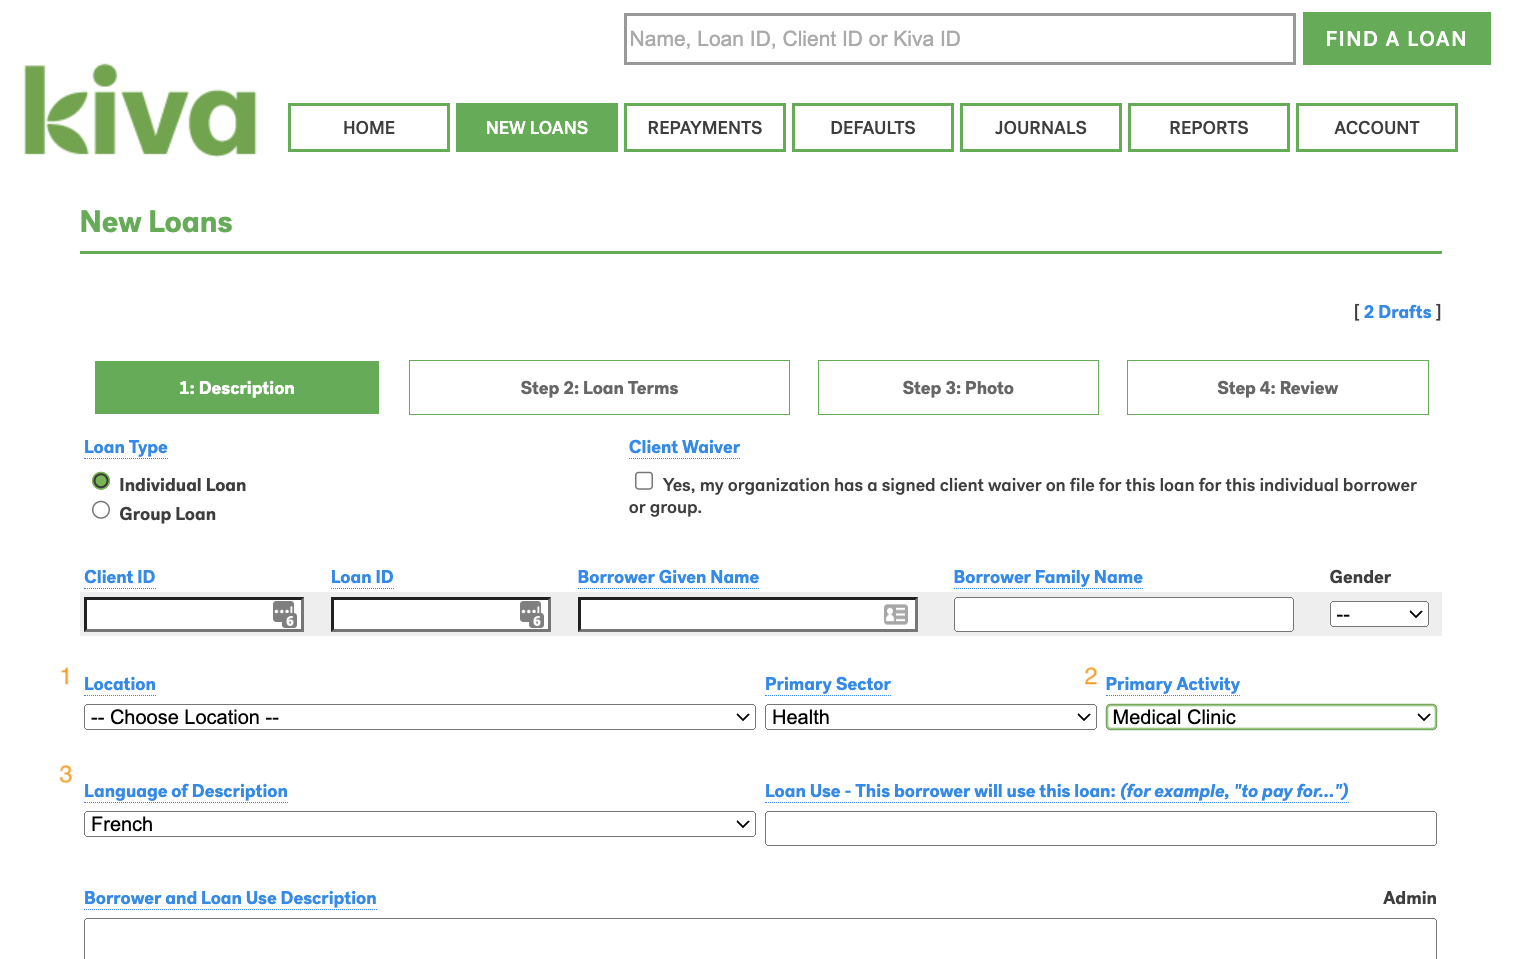 Name, Loan ID, Client ID or Kiva ID
FIND A LOAN
kiva
HOME
NEW LOANS
REPAYMENTS
DEFAULTS
JOURNALS
REPORTS
ACCOUNT
New Loans
[ 2 Drafts ]
1: Description
Step 2: Loan Terms
Step 3: Photo
Step 4: Review
Loan Type
Individual Loan
Group Loan
Client Waiver
Yes, my organization has a signed client waiver on file for this loan for this individual borrower
or group.
Client ID
Loan ID
Borrower Given Name
Borrower Family Name
Gender
6
6
--
1
Location
Primary Sector
2
Primary Activity
-- Choose Location --
Health
Medical Clinic
3
Language of Description
Loan Use - This borrower will use this loan: (for example, "to pay for...")
French
Borrower and Loan Use Description
Admin